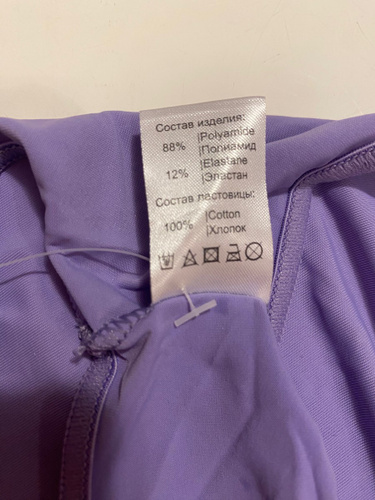 Состав изделия:
88% |Polyamide
|Полиамид
12% |Elastane
|Эластан
Состав ластовицы:
100% |Cotton
|Хлопок